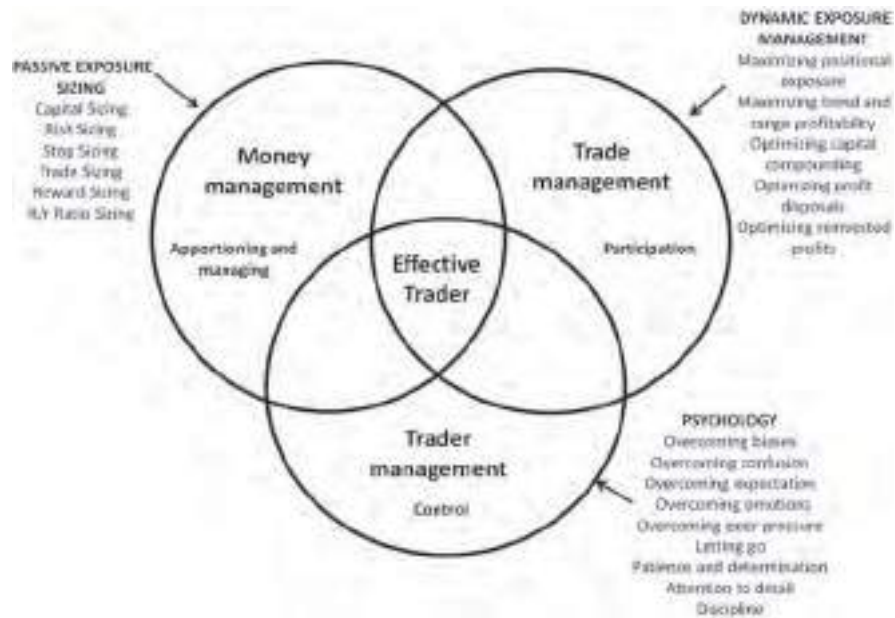 PASSIVE EXPOSURE
SIZING
Capital Sizing
Risk Sizing
Stop Sizing
Trade Sizing
Reward Sizing
R/r Ratio Sizing
Money
management
Apportioning and
managing
Trade
management
Participation
Effective
Trader
DYNAMIC EXPOSURE
MANAGEMENT
Maximizing positional
exposure
Maximizing trend and
range profitability
Optimizing capital
compounding
Optimizing profit
disposals
Optimizing reinvested
profits
Trader
management
Control
PSYCHOLOGY
Overcoming biases
Overcoming confusion
Overcoming expectation
Overcoming emotions
Overcoming peer pressure
Letting go
Patience and determination
Attention to detail
Discipline